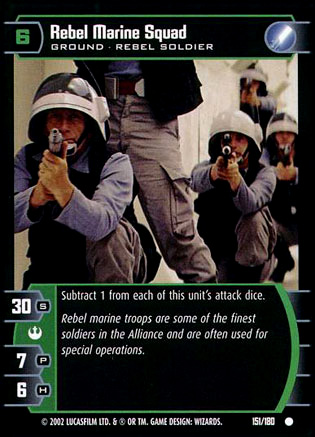 6
Rebel Marine Squad
GROUND · REBEL SOLDIER
30 S
Subtract 1 from each of this unit's attack dice.
Rebel marine troops are some of the finest
soldiers in the Alliance and are often used for
special operations.
7 P
6 H
© 2002 LUCASFILM LTD. & ® OR TM. GAME DESIGN: WIZARDS.
151/180